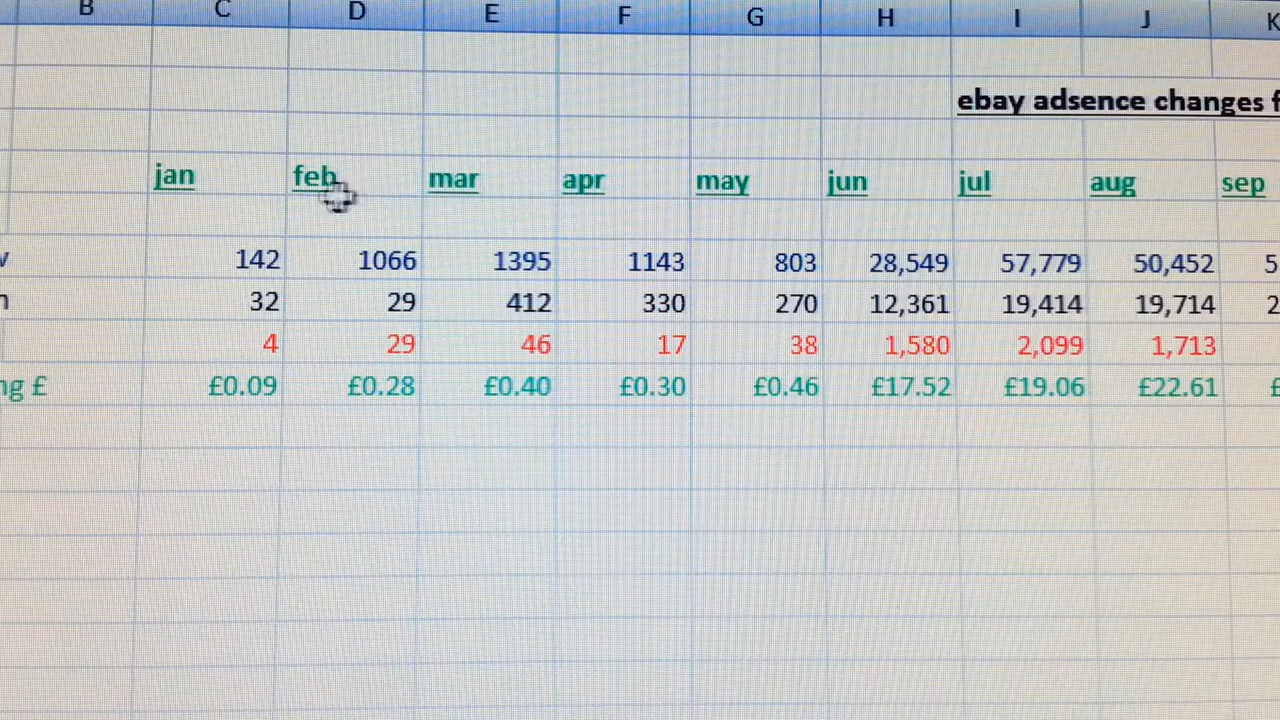 B C D E F G H I J K
ebay adsence changes f
jan feb mar apr may jun jul aug sep
142 1066 1395 1143 803 28,549 57,779 50,452 5
32 29 412 330 270 12,361 19,414 19,714 2
4 29 46 17 38 1,580 2,099 1,713
ng £ £0.09 £0.28 £0.40 £0.30 £0.46 £17.52 £19.06 £22.61 £